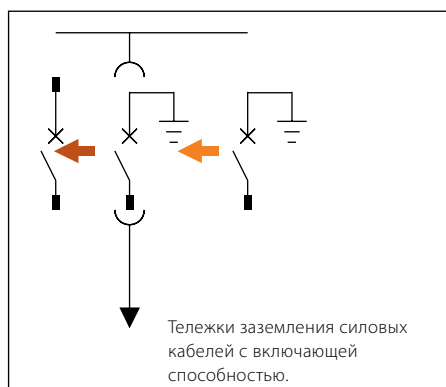 Тележки заземления силовых
кабелей с включающей
способностью.